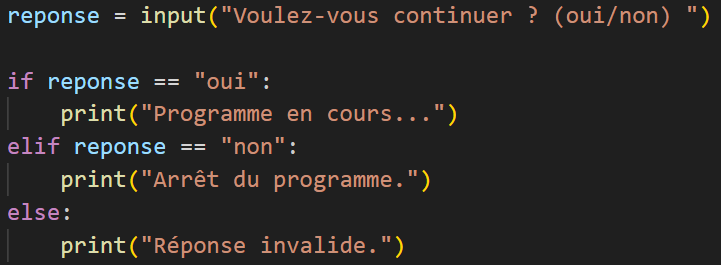 reponse = input("Voulez-vous continuer ? (oui/non) ")
if reponse == "oui":
    print("Programme en cours...")
elif reponse == "non":
    print("Arrêt du programme.")
else:
    print("Réponse invalide.")